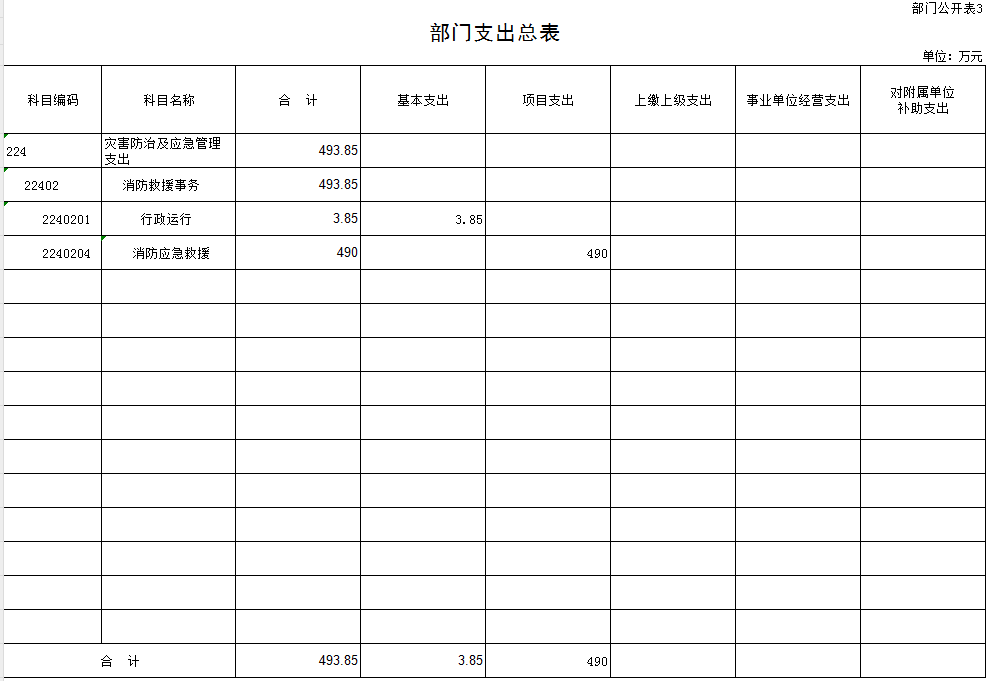 部门公开表3
部门支出总表
单位：万元
科目编码 科目名称 合 计 基本支出 项目支出 上缴上级支出 事业单位经营支出 对附属单位
补助支出
224 灾害防治及应急管理
支出 493.85
22402 消防救援事务 493.85
2240201 行政运行 3.85 3.85
2240204 消防应急救援 490 490
合 计 493.85 3.85 490